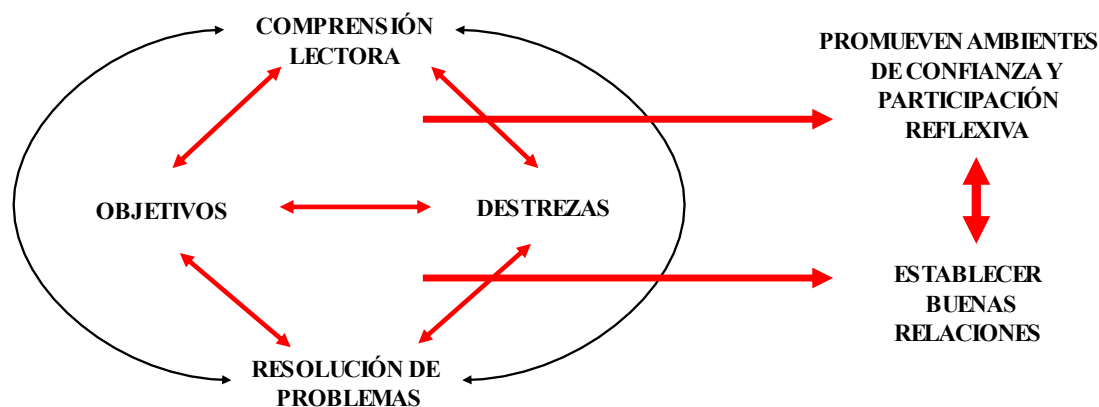 COMPRENSIÓN
LECTORA
PROMUEVEN AMBIENTES
DE CONFIANZA Y
PARTICIPACIÓN
REFLEXIVA
OBJETIVOS
DESTREZAS
ESTABLECER
BUENAS
RELACIONES
RESOLUCIÓN DE
PROBLEMAS